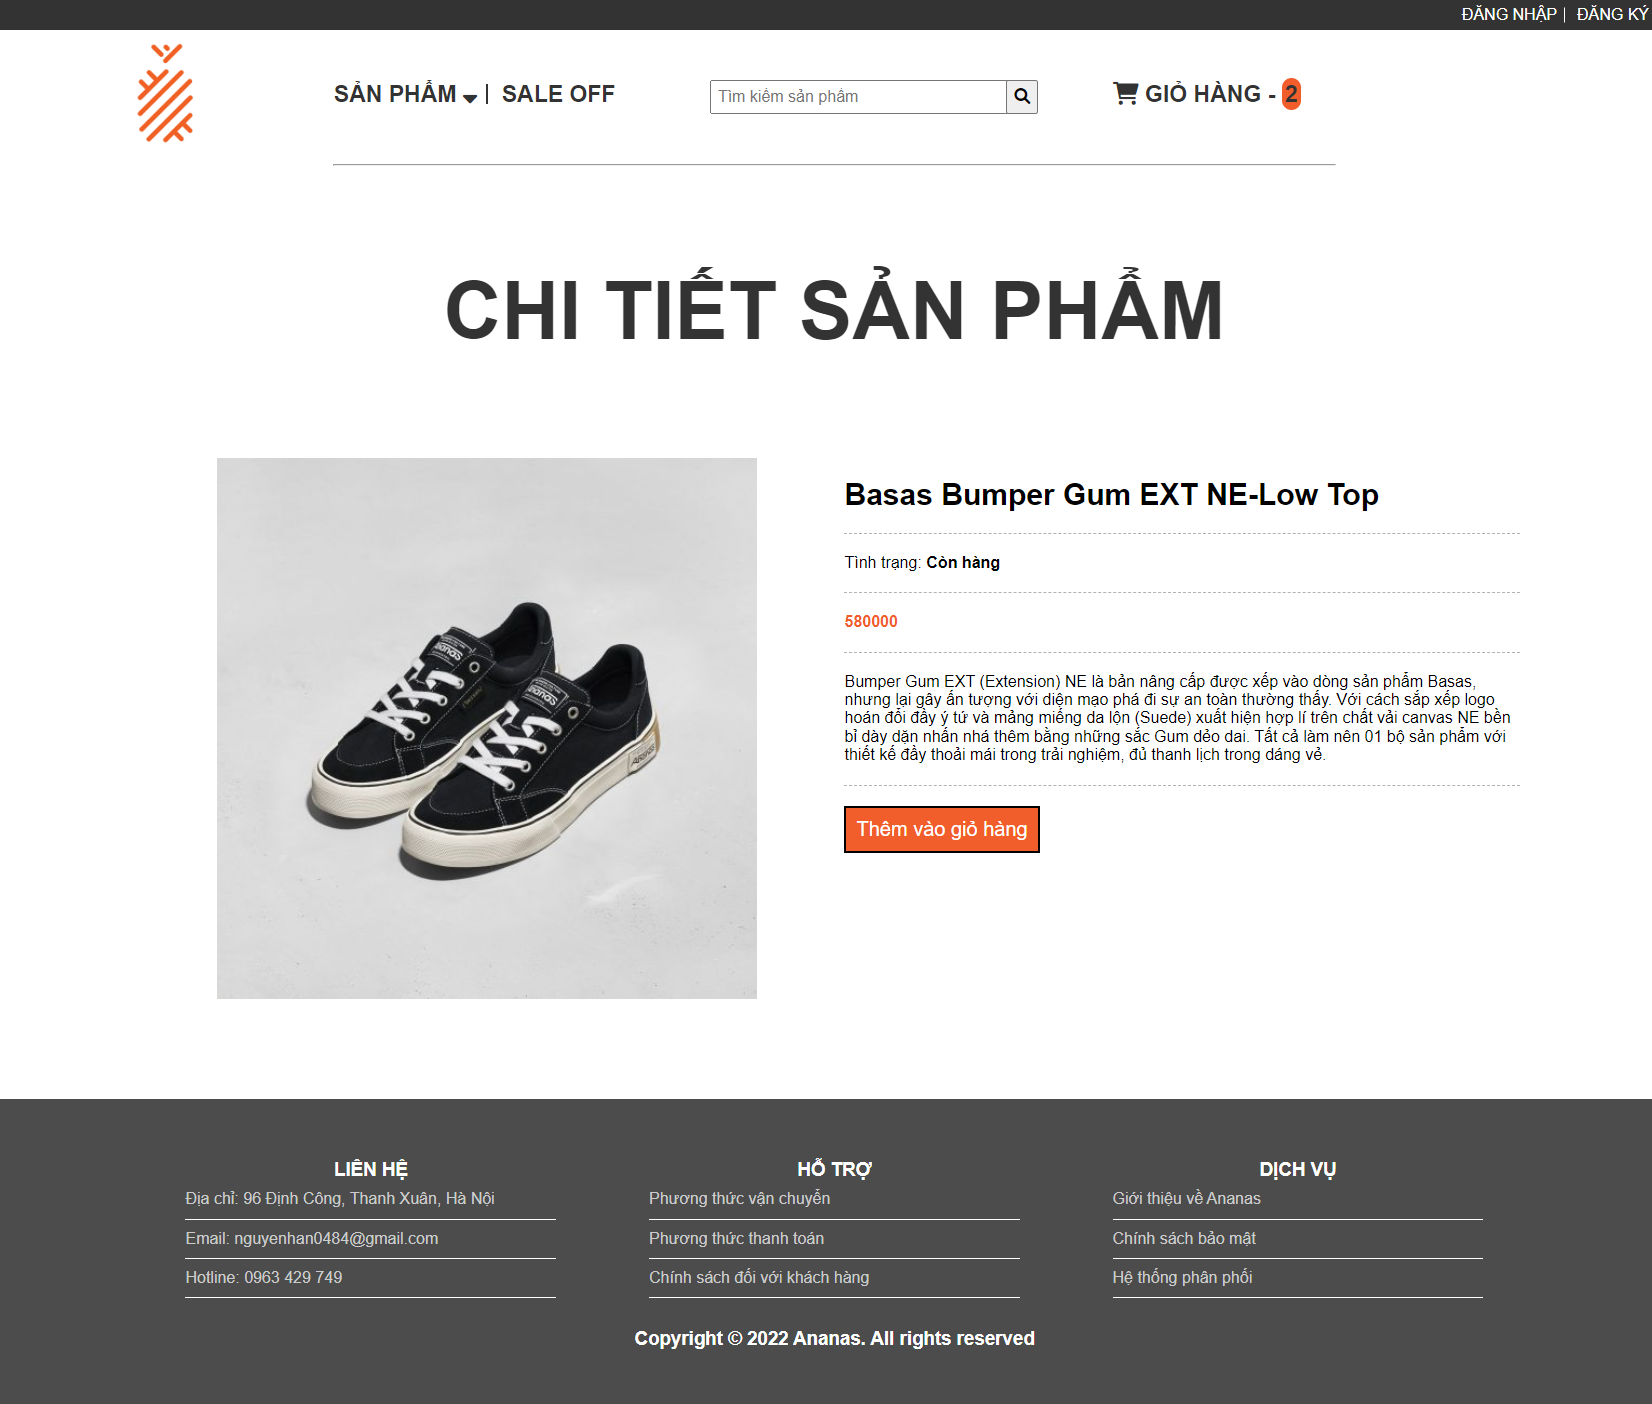 ĐĂNG NHẬP | ĐĂNG KÝ
SẢN PHẨM | SALE OFF
Tìm kiếm sản phẩm
GIỎ HÀNG - 2
CHI TIẾT SẢN PHẨM
Ananas
Ananas
Ananas
Basas Bumper Gum EXT NE-Low Top
Tình trạng: Còn hàng
580000
Bumper Gum EXT (Extension) NE là bản nâng cấp được xếp vào dòng sản phẩm Basas,
nhưng lại gây ấn tượng với diện mạo phá đi sự an toàn thường thấy. Với cách sắp xếp logo
hoán đổi đầy ý tứ và mảng miếng da lộn (Suede) xuất hiện hợp lí trên chất vải canvas NE bền
bỉ dày dặn nhấn nhá thêm bằng những sắc Gum dẻo dai. Tất cả làm nên 01 bộ sản phẩm với
thiết kế đầy thoải mái trong trải nghiệm, đủ thanh lịch trong dáng vẻ.
Thêm vào giỏ hàng
LIÊN HỆ
Địa chỉ: 96 Định Công, Thanh Xuân, Hà Nội
Email: nguyenhan0484@gmail.com
Hotline: 0963 429 749
HỖ TRỢ
Phương thức vận chuyển
Phương thức thanh toán
Chính sách đối với khách hàng
DỊCH VỤ
Giới thiệu về Ananas
Chính sách bảo mật
Hệ thống phân phối
Copyright © 2022 Ananas. All rights reserved